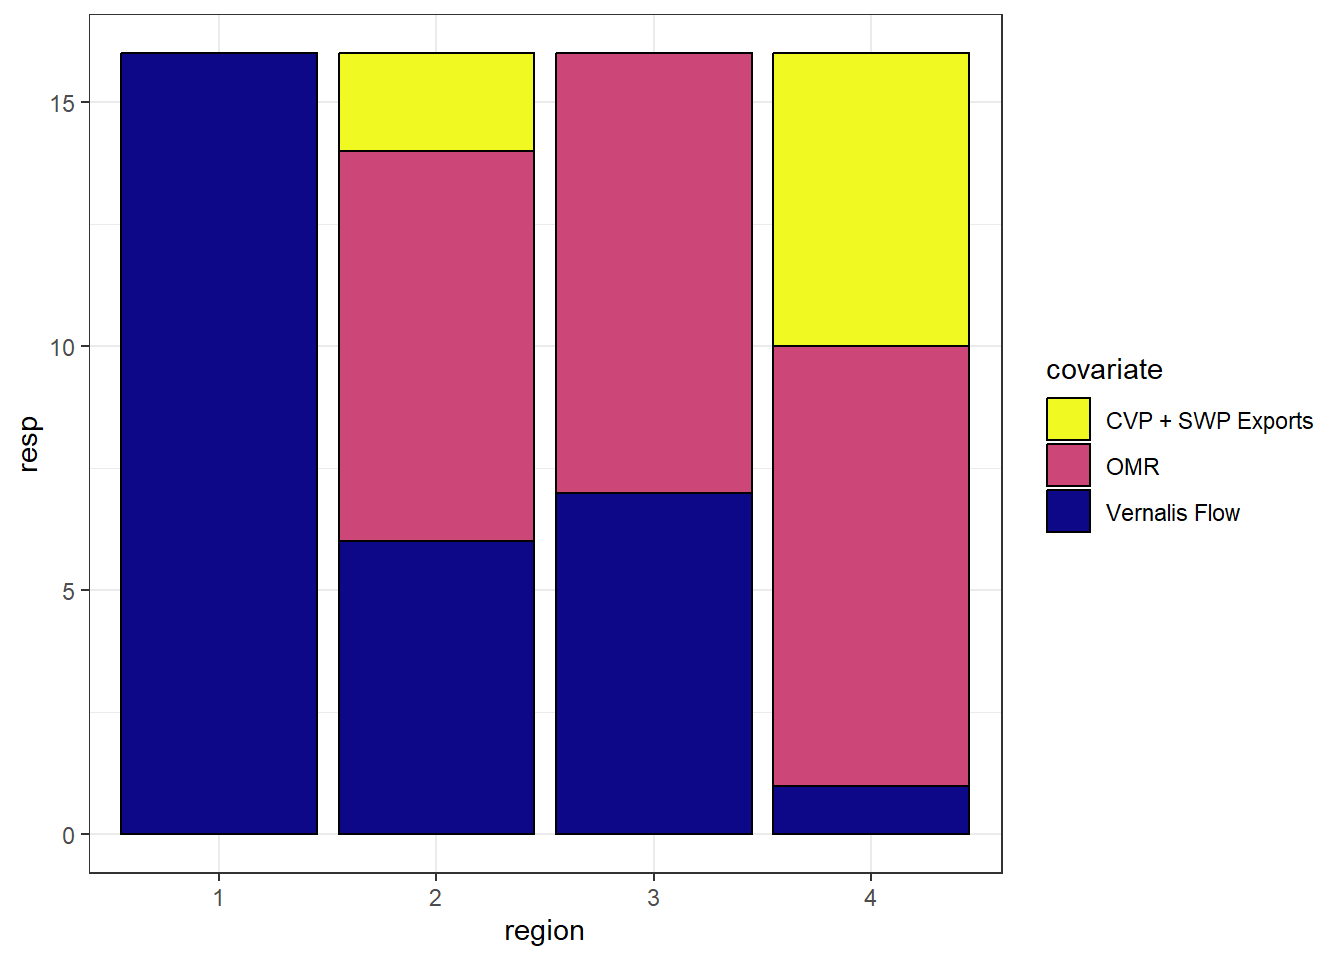 15
10
5
0
resp
1 2 3 4
region
covariate
CVP + SWP Exports
OMR
Vernalis Flow